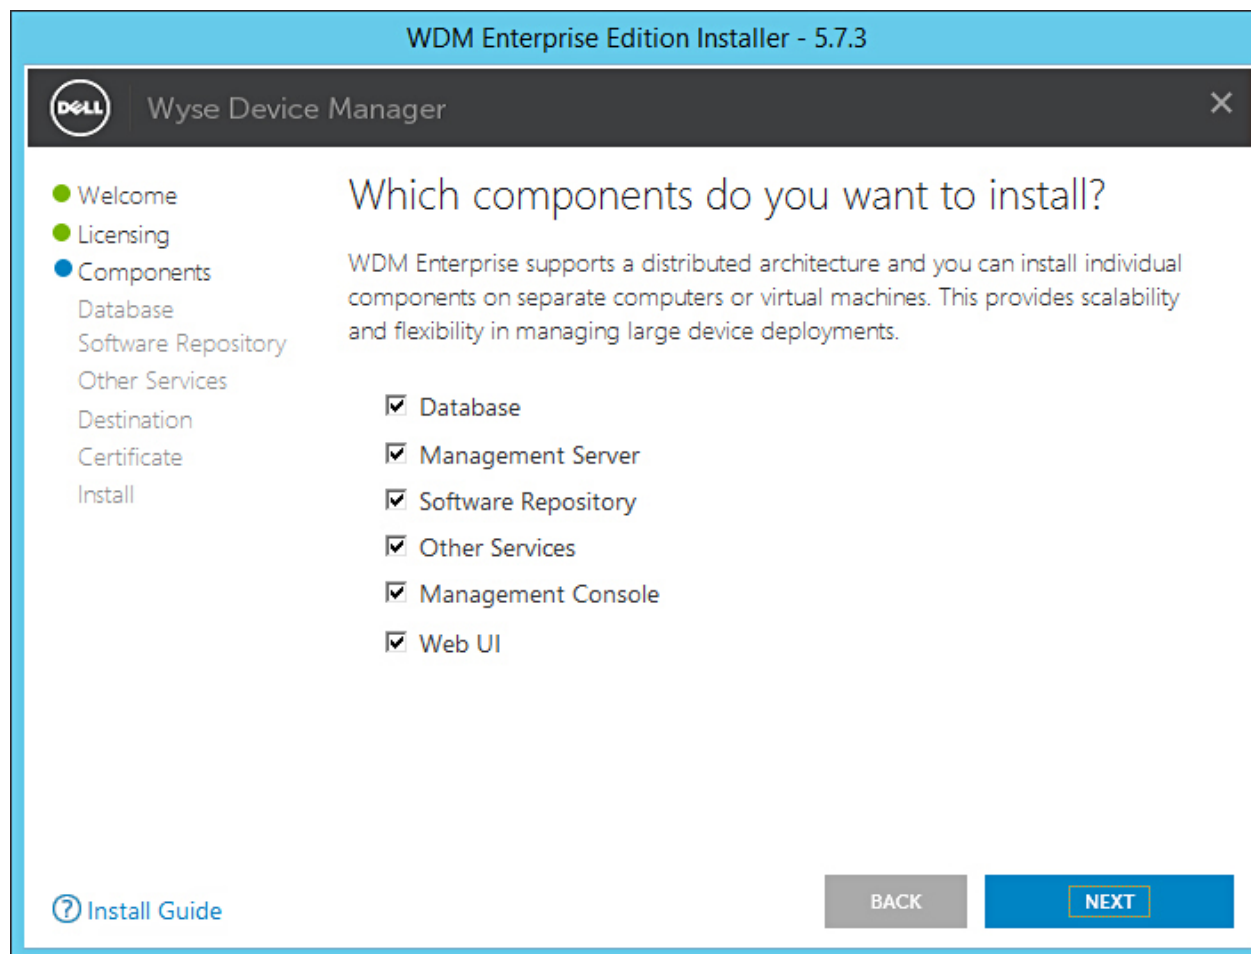 WDM Enterprise Edition Installer - 5.7.3
DELL
Wyse Device Manager
Welcome
Licensing
Components
Database
Software Repository
Other Services
Destination
Certificate
Install
Which components do you want to install?
WDM Enterprise supports a distributed architecture and you can install individual
components on separate computers or virtual machines. This provides scalability
and flexibility in managing large device deployments.
Database
Management Server
Software Repository
Other Services
Management Console
Web UI
? Install Guide
BACK
NEXT